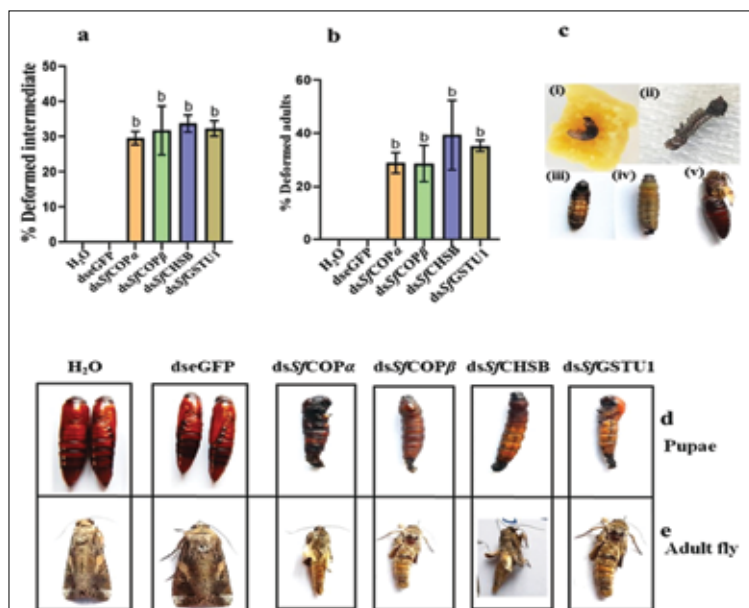 a
% Deformed intermediate
50
40
30
20
10
0
b
b
b
b
H₂O
dseGFP
dsSfCOPα
dsSfCOPβ
dsSfCHSB
dsSfGSTU1
b
% Deformed adults
60
40
20
0
b
b
b
b
H₂O
dseGFP
dsSfCOPα
dsSfCOPβ
dsSfCHSB
dsSfGSTU1
c
(i)
(ii)
(iii)
(iv)
(v)
H₂O
dseGFP
dsSfCOPα
dsSfCOPβ
dsSfCHSB
dsSfGSTU1
d
Pupae
e
Adult fly